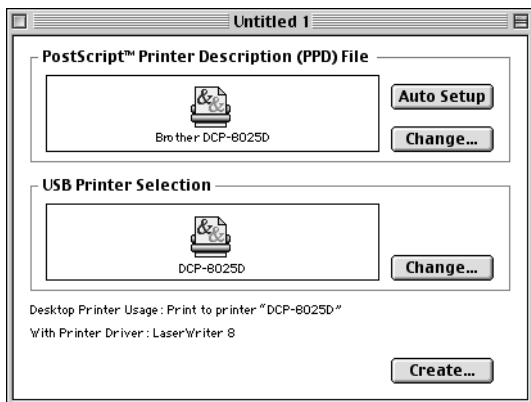 Untitled 1
PostScript™ Printer Description (PPD) File
Auto Setup
Brother DCP-8025D
Change...
USB Printer Selection
DCP-8025D
Change...
Desktop Printer Usage : Print to printer “DCP-8025D”
With Printer Driver : LaserWriter 8
Create...